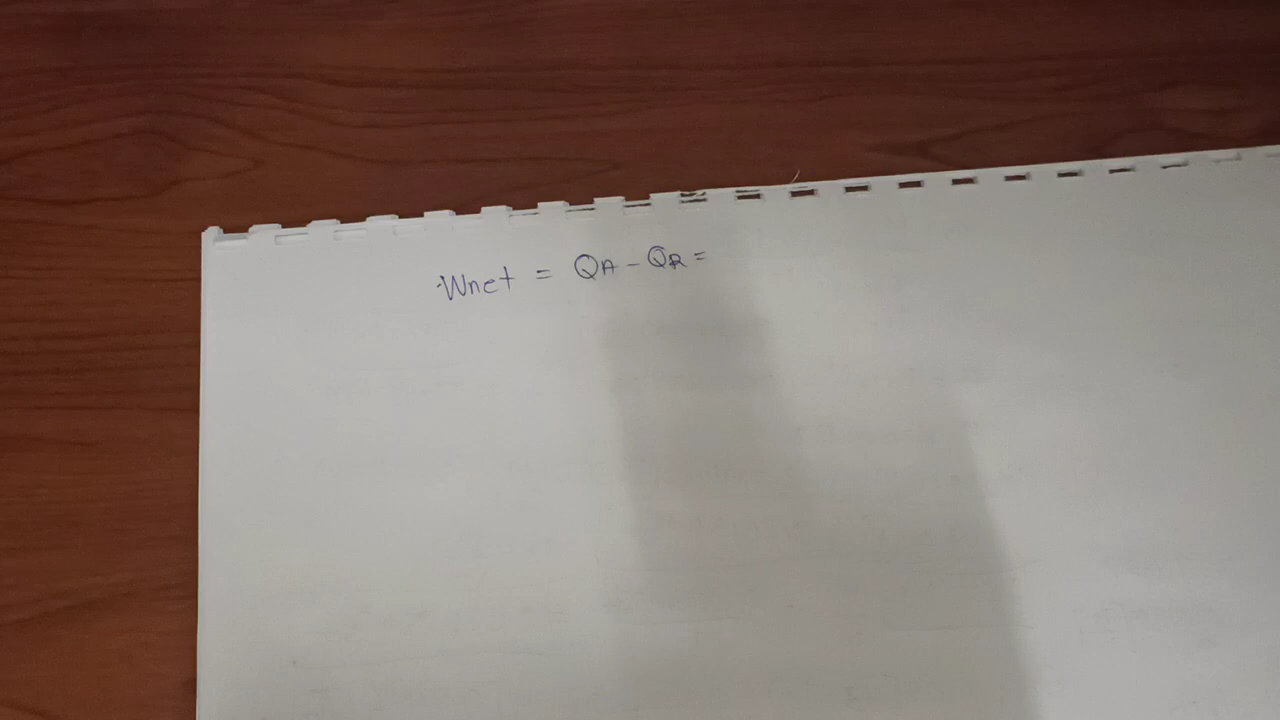 Wnet = QA - QR =